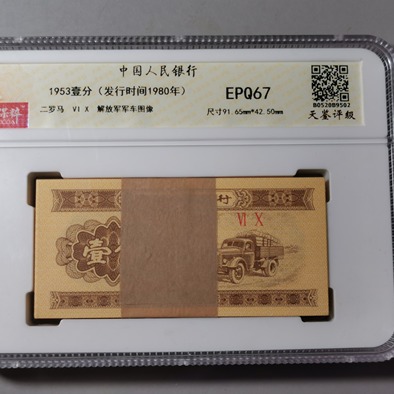 中国人民银行
1953壹分（发行时间1980年）
EPQ67
二罗马 VI X 解放军军车图像
尺寸91.65mm*42.50mm
B0520B9502
天鉴评级
行
VI X
壹